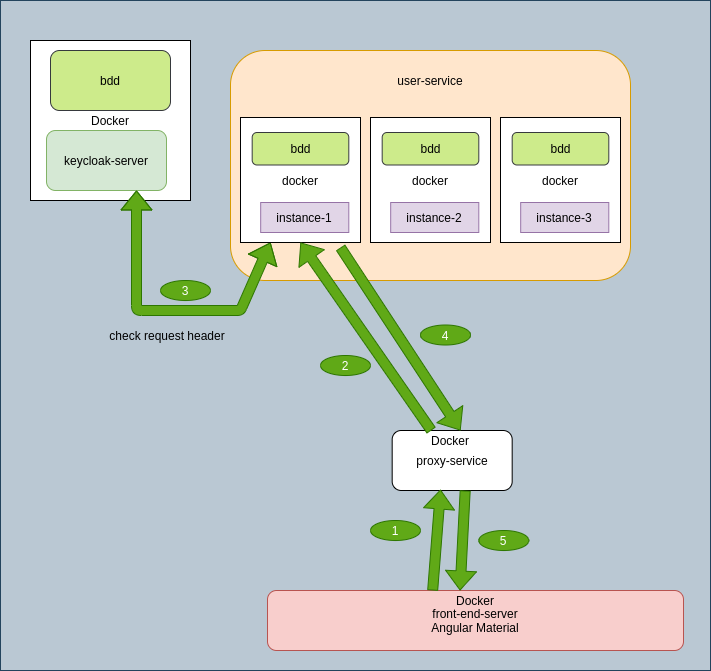 bdd
Docker
keycloak-server
user-service
bdd
docker
instance-1
bdd
docker
instance-2
bdd
docker
instance-3
3
check request header
2
4
Docker
proxy-service
1
5
Docker
front-end-server
Angular Material